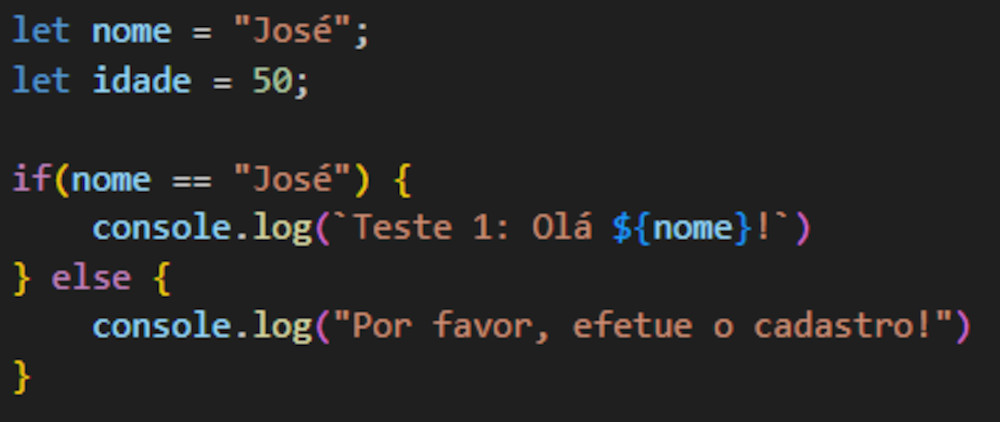 let nome = "José";
let idade = 50;
if(nome == "José") {
console.log(`Teste 1: Olá ${nome}!`)
} else {
console.log("Por favor, efetue o cadastro!")
}